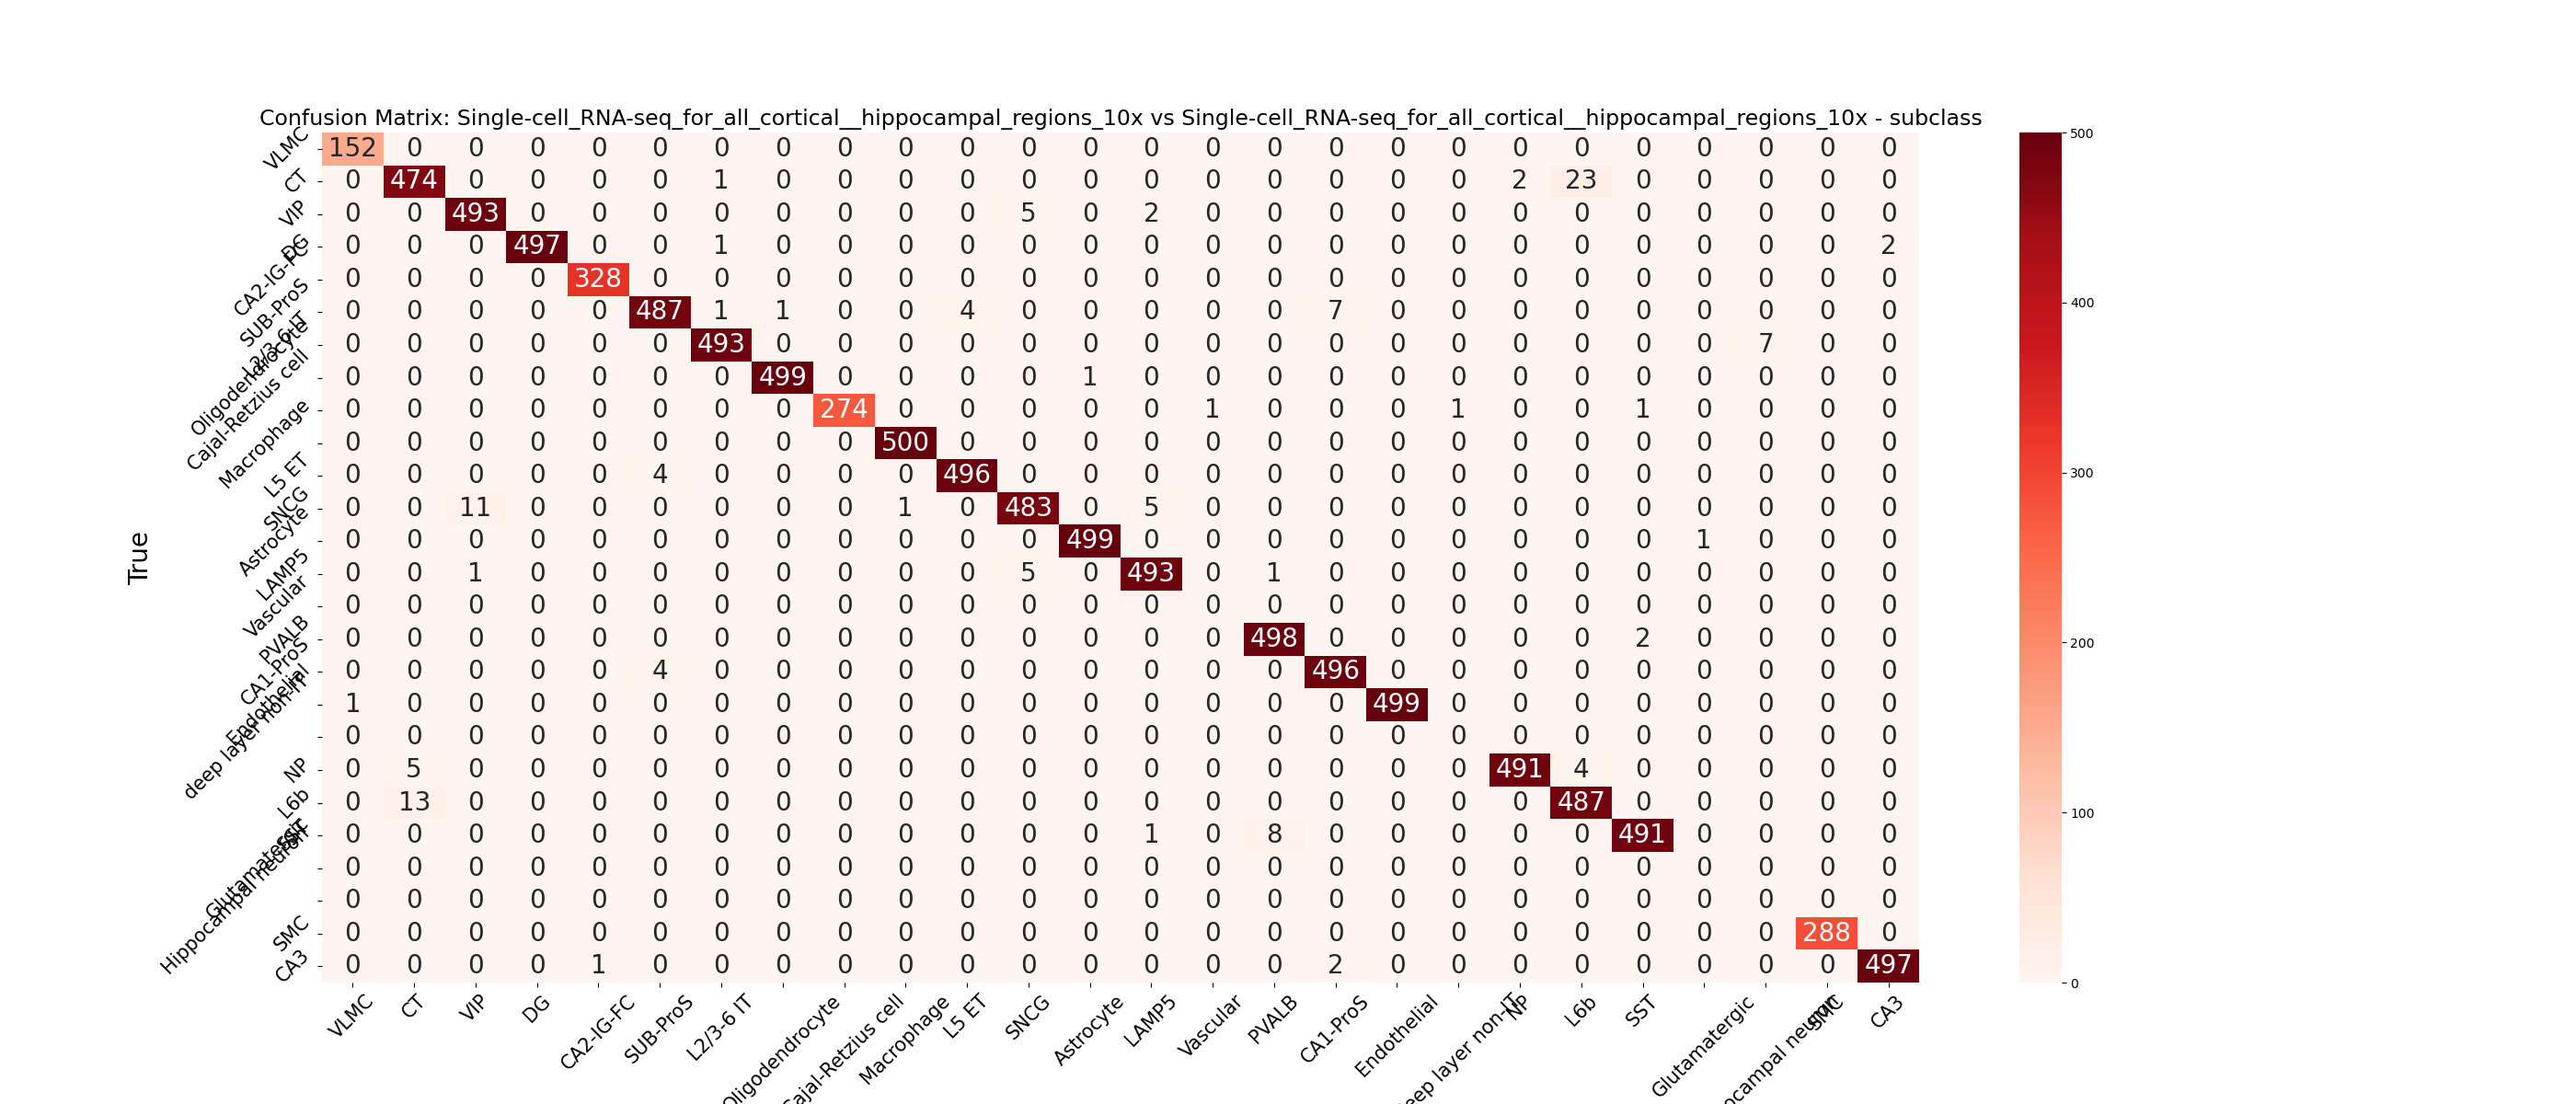 Confusion Matrix: Single-cell_RNA-seq_for_all_cortical__hippocampal_regions_10x vs Single-cell_RNA-seq_for_all_cortical__hippocampal_regions_10x - subclass
VLMC 152 0 0 0 0 0 0 0 0 0 0 0 0 0 0 0 0 0 0 0 0 0 0 0 0 0
CT 0 474 0 0 0 0 1 0 0 0 0 0 0 0 0 0 0 0 0 2 23 0 0 0 0 0
VIP 0 0 493 0 0 0 0 0 0 0 0 5 0 2 0 0 0 0 0 0 0 0 0 0 0 0
DG 0 0 0 497 0 0 1 0 0 0 0 0 0 0 0 0 0 0 0 0 0 0 0 0 0 2
CA2-IG-FC 0 0 0 0 328 0 0 0 0 0 0 0 0 0 0 0 0 0 0 0 0 0 0 0 0 0
SUB-ProS 0 0 0 0 0 487 1 1 0 0 4 0 0 0 0 0 7 0 0 0 0 0 0 0 0 0
L2/3-6 IT 0 0 0 0 0 0 493 0 0 0 0 0 0 0 0 0 0 0 0 0 0 0 0 7 0 0
Oligodendrocyte 0 0 0 0 0 0 0 499 0 0 0 0 1 0 0 0 0 0 0 0 0 0 0 0 0 0
Cajal-Retzius cell 0 0 0 0 0 0 0 0 274 0 0 0 0 0 1 0 0 0 1 0 0 1 0 0 0 0
Macrophage 0 0 0 0 0 0 0 0 0 500 0 0 0 0 0 0 0 0 0 0 0 0 0 0 0 0
L5 ET 0 0 0 0 0 4 0 0 0 0 496 0 0 0 0 0 0 0 0 0 0 0 0 0 0 0
SNCG 0 0 11 0 0 0 0 0 0 1 0 483 0 5 0 0 0 0 0 0 0 0 0 0 0 0
Astrocyte 0 0 0 0 0 0 0 0 0 0 0 0 499 0 0 0 0 0 0 0 0 0 1 0 0 0
LAMP5 0 0 1 0 0 0 0 0 0 0 0 5 0 493 0 1 0 0 0 0 0 0 0 0 0 0
Vascular 0 0 0 0 0 0 0 0 0 0 0 0 0 0 0 0 0 0 0 0 0 0 0 0 0 0
PVALB 0 0 0 0 0 0 0 0 0 0 0 0 0 0 0 498 0 0 0 0 0 2 0 0 0 0
CA1-ProS 0 0 0 0 0 4 0 0 0 0 0 0 0 0 0 0 496 0 0 0 0 0 0 0 0 0
Endothelial 1 0 0 0 0 0 0 0 0 0 0 0 0 0 0 0 0 499 0 0 0 0 0 0 0 0
deep layer non-IT 0 0 0 0 0 0 0 0 0 0 0 0 0 0 0 0 0 0 0 0 0 0 0 0 0 0
NP 0 5 0 0 0 0 0 0 0 0 0 0 0 0 0 0 0 0 0 491 4 0 0 0 0 0
L6b 0 13 0 0 0 0 0 0 0 0 0 0 0 0 0 0 0 0 0 0 487 0 0 0 0 0
SST 0 0 0 0 0 0 0 0 0 0 0 0 0 1 0 8 0 0 0 0 0 491 0 0 0 0
Glutamatergic 0 0 0 0 0 0 0 0 0 0 0 0 0 0 0 0 0 0 0 0 0 0 0 0 0 0
Hippocampal neuron 0 0 0 0 0 0 0 0 0 0 0 0 0 0 0 0 0 0 0 0 0 0 0 0 0 0
SMC 0 0 0 0 0 0 0 0 0 0 0 0 0 0 0 0 0 0 0 0 0 0 0 0 288 0
CA3 0 0 0 0 1 0 0 0 0 0 0 0 0 0 0 0 2 0 0 0 0 0 0 0 0 497
True
VLMC CT VIP DG CA2-IG-FC SUB-ProS L2/3-6 IT Oligodendrocyte Cajal-Retzius cell Macrophage L5 ET SNCG Astrocyte LAMP5 Vascular PVALB CA1-ProS Endothelial layer non-IT NP L6b SST Glutamatergic neuron SMC CA3
500
400
300
200
100
0